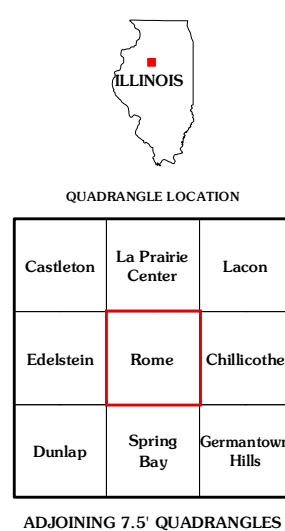 ILLINOIS
QUADRANGLE LOCATION
Castleton
La Prairie
Center
Lacon
Edelstein
Rome
Chillicothe
Dunlap
Spring
Bay
Germantown
Hills
ADJOINING 7.5' QUADRANGLES